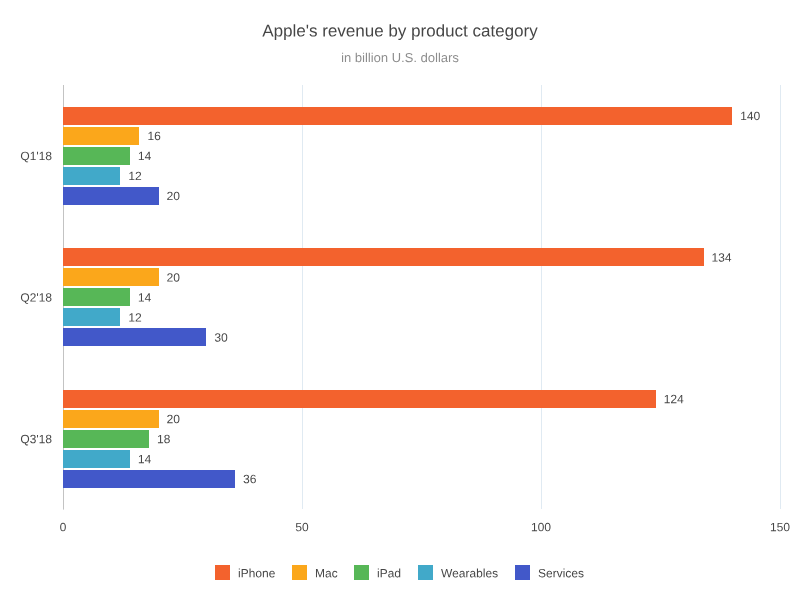 Apple's revenue by product category
in billion U.S. dollars
140
16
Q1'18 14
12
20
134
20
Q2'18 14
12
30
124
20
Q3'18 18
14
36
0 50 100 150
iPhone Mac iPad Wearables Services